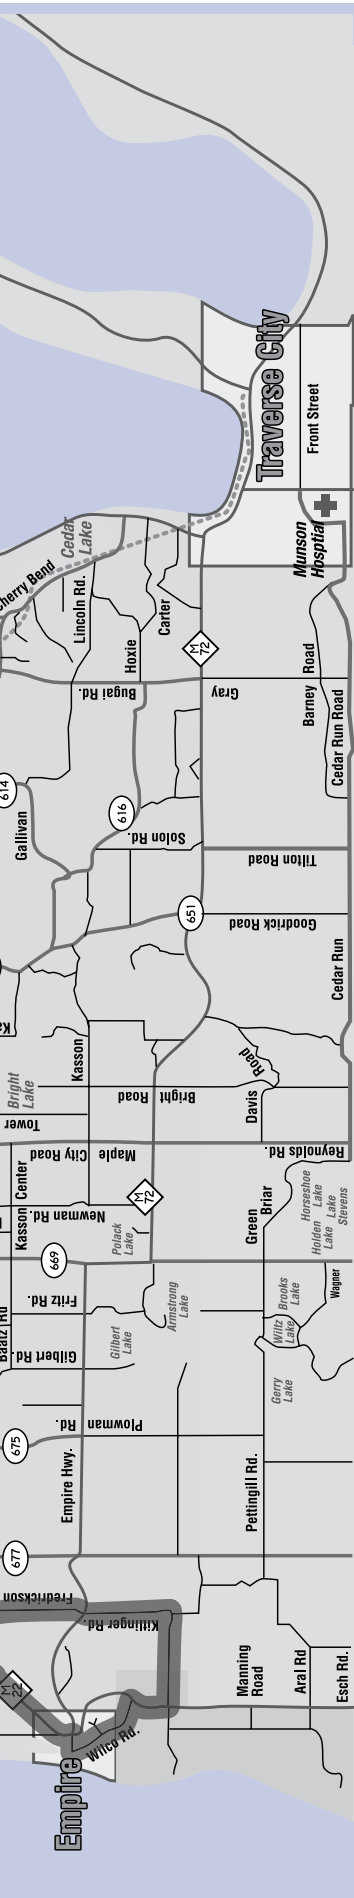 Traverse City
Front Street
Munson
Hosptial
Cedar
Lake
Cherry Bend
Lincoln Rd.
Carter
Hoxie
M
72
Bugai Rd.
Gray
Barney Road
Cedar Run Road
614
Gallivan
616
Solon Rd
Tilton Road
651
Goodrick Road
Cedar Run
Kasson
Bright
Lake
Bright Road
Davis
Road
Tower
Maple City Road
Reynolds Rd.
Kasson Center
Newman Rd.
M
72
Polack
Lake
Green
Briar
Horseshoe
Lake
Holden
Lake
Lake
Stevens
669
Fritz Rd.
Baatz Rd
Gilbert Rd.
Gilbert
Lake
Armstrong
Lake
Brooks
Lake
Wiltz
Lake
Wagner
Gerry
Lake
675
Plowman Rd.
Empire Hwy.
Pettingill Rd.
677
Fredrickson
Kitlinger Rd.
M
22
Empire
Wilco Rd.
Manning
Road
Aral Rd
Esch Rd.